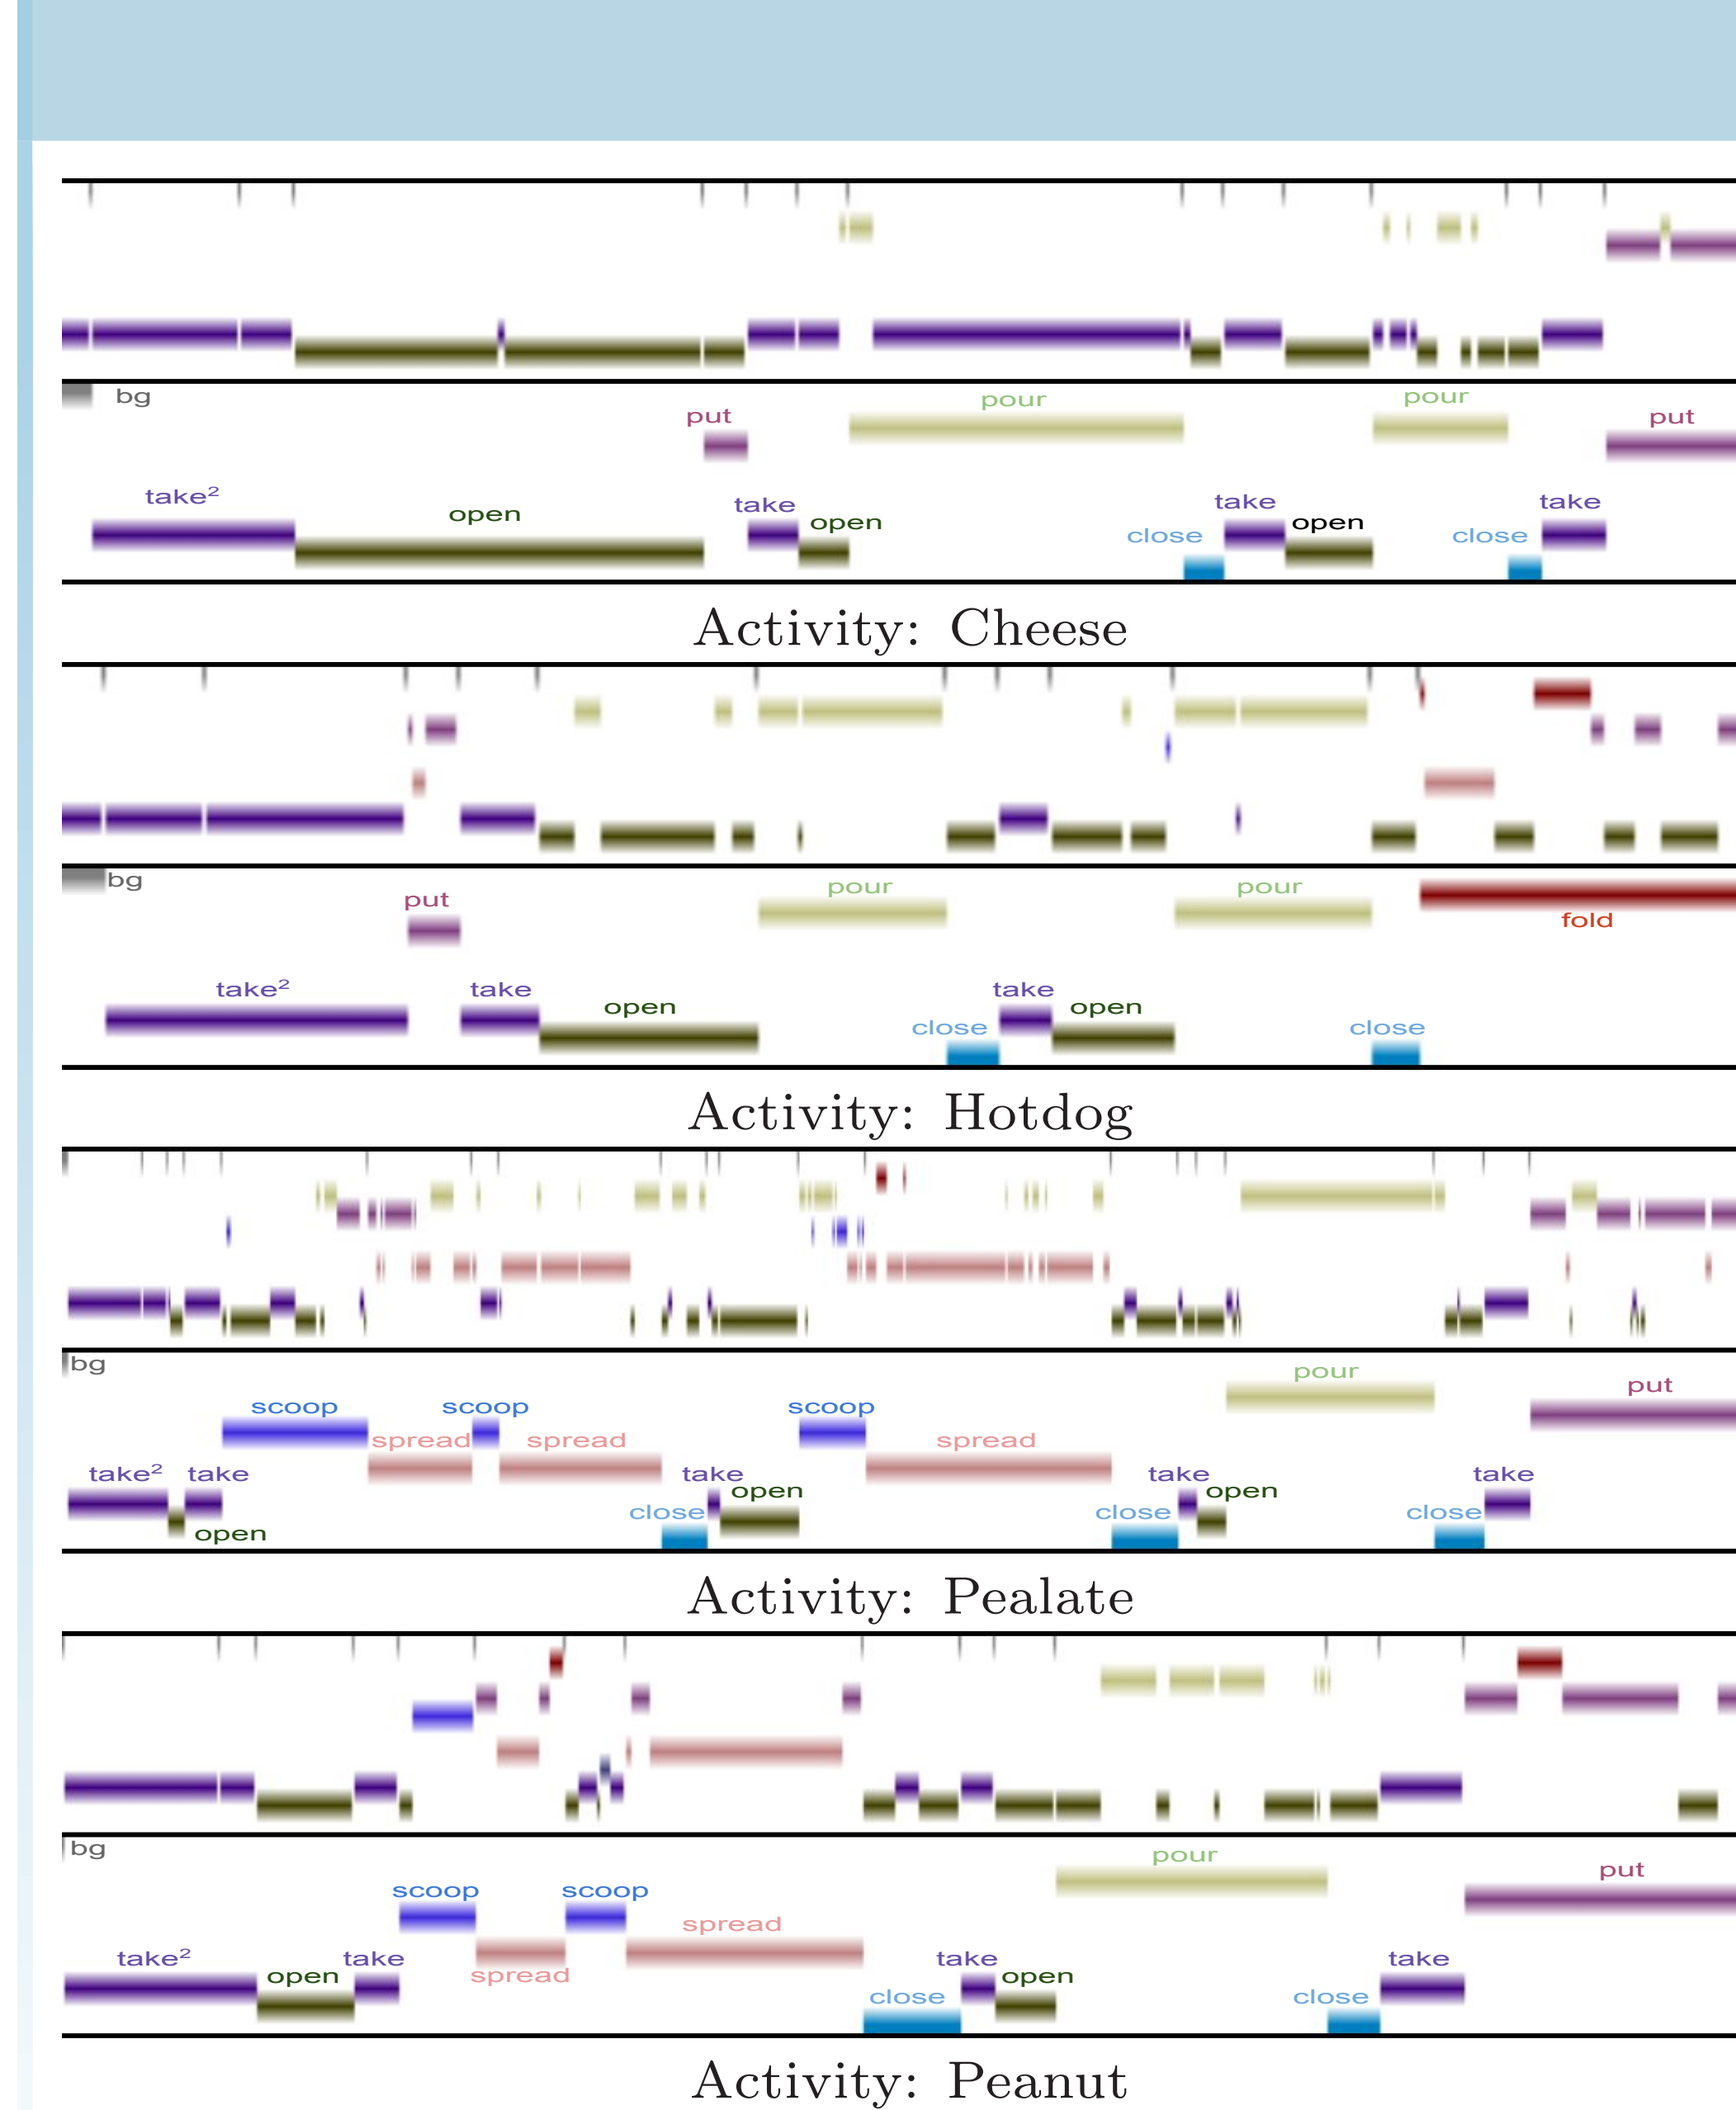 bg
pour
pour
put
put
take²
open
take
open
take
open
take
close
close
Activity: Cheese
bg
pour
pour
put
fold
take²
take
open
take
open
close
close
Activity: Hotdog
bg
pour
put
scoop
scoop
scoop
spread
spread
spread
take²
take
take
take
take
open
open
close
close
close
open
Activity: Pealate
bg
pour
put
scoop
scoop
spread
take²
take
take
take
open
spread
open
close
close
Activity: Peanut